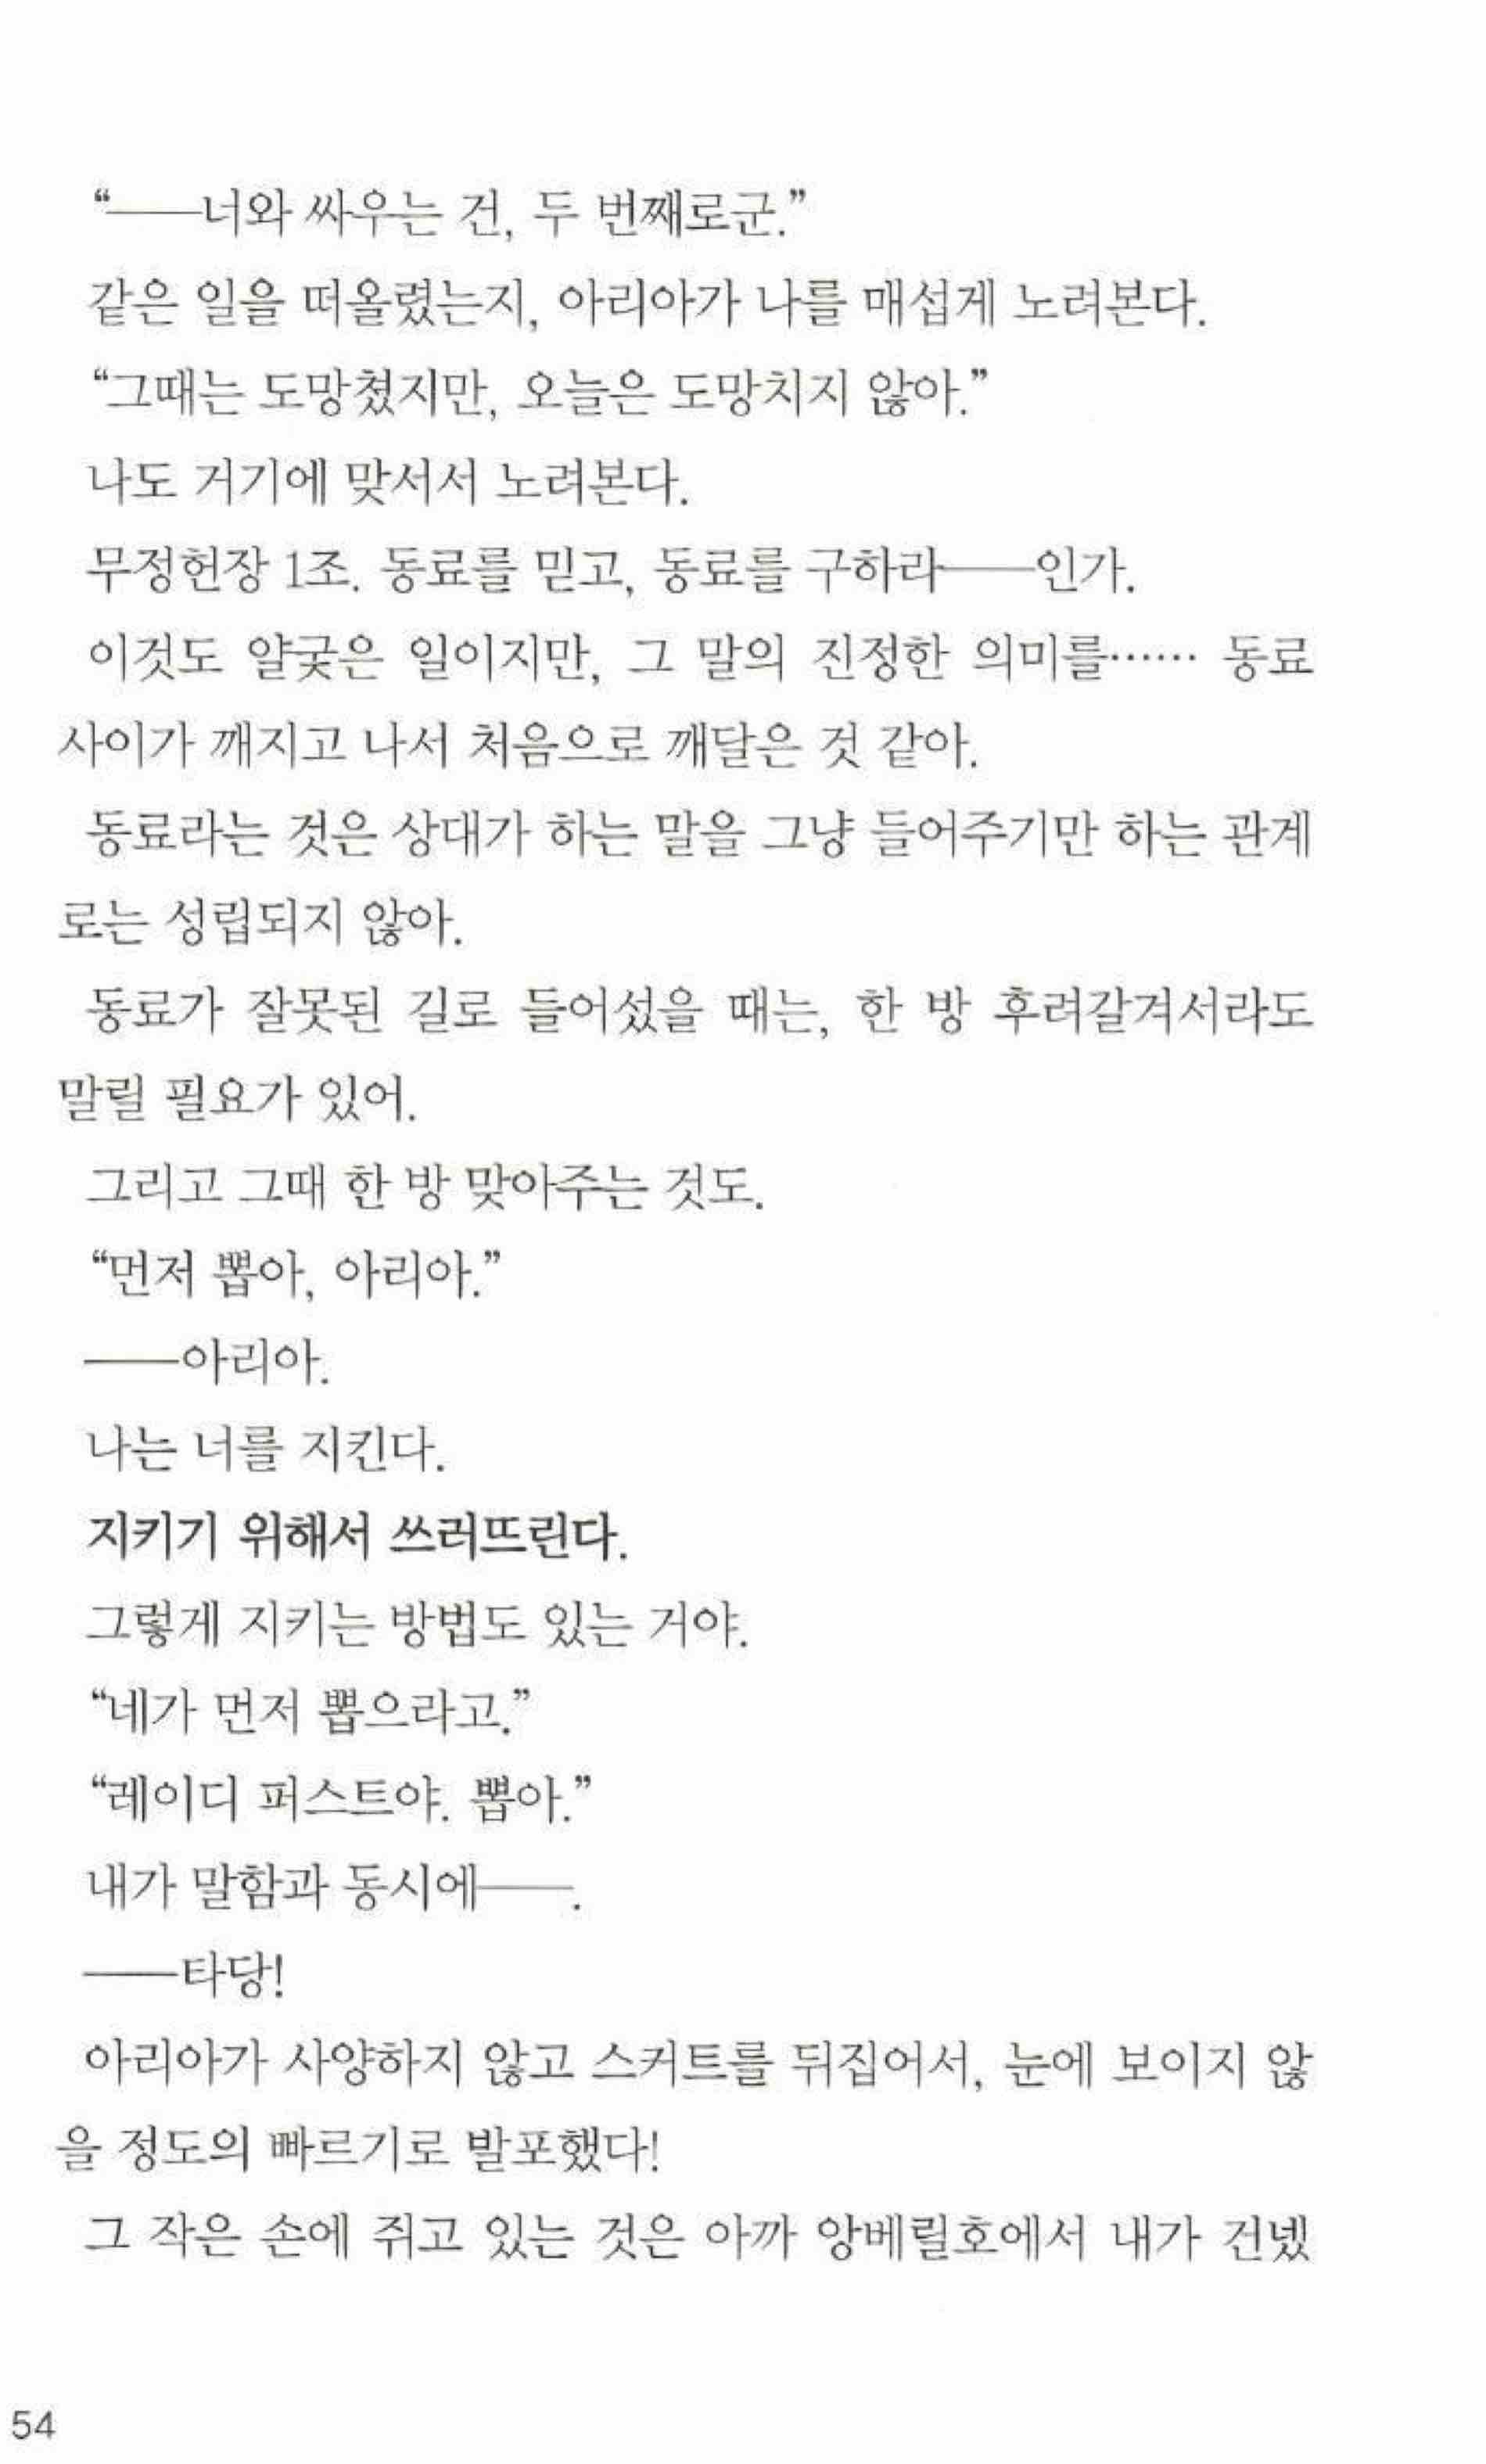 “──너와 싸우는 건, 두 번째로군.”
같은 일을 떠올렸는지, 아리아가 나를 매섭게 노려본다.
“그때는 도망쳤지만, 오늘은 도망치지 않아.”
나도 거기에 맞서서 노려본다.
무정헌장 1조. 동료를 믿고, 동료를 구하라──인가.
이것도 얄궂은 일이지만, 그 말의 진정한 의미를…… 동료
사이가 깨지고 나서 처음으로 깨달은 것 같아.
동료라는 것은 상대가 하는 말을 그냥 들어주기만 하는 관계
로는 성립되지 않아.
동료가 잘못된 길로 들어섰을 때는, 한 방 후려갈겨서라도
말릴 필요가 있어.
그리고 그때 한 방 맞아주는 것도.
“먼저 뽑아, 아리아.”
──아리아.
나는 너를 지킨다.
지키기 위해서 쓰러뜨린다.
그렇게 지키는 방법도 있는 거야.
“네가 먼저 뽑으라고.”
“레이디 퍼스트야. 뽑아.”
내가 말함과 동시에──.
──타당!
아리아가 사양하지 않고 스커트를 뒤집어서, 눈에 보이지 않
을 정도의 빠르기로 발포했다!
그 작은 손에 쥐고 있는 것은 아까 앙베릴호에서 내가 건넸
54